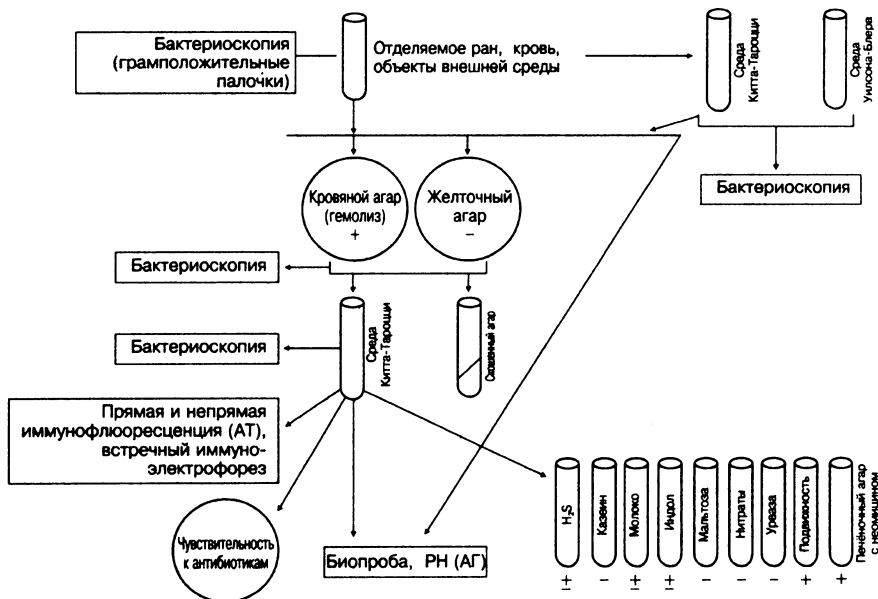 Бактериоскопия
(грамположительные
палочки)
Отделяемое ран, кровь,
объекты внешней среды
Среда
Китта-Тароцци
Среда
Уилсона-Блера
Бактериоскопия
Кровяной агар
(гемолиз)
+
Желточный
агар
–
Бактериоскопия
Бактериоскопия
Среда
Китта-Тароцци
Скошенный агар
Прямая и непрямая
иммунофлюоресценция (АТ),
встречный иммуно-
электрофорез
Чувствительность
к антибиотикам
Биопроба, РН (АГ)
H₂S
Казеин
Молоко
Индол
Мальтоза
Нитраты
Уреаза
Подвижность
Печёночный агар
с неомицином
±
–
±
±
–
–
–
+
+